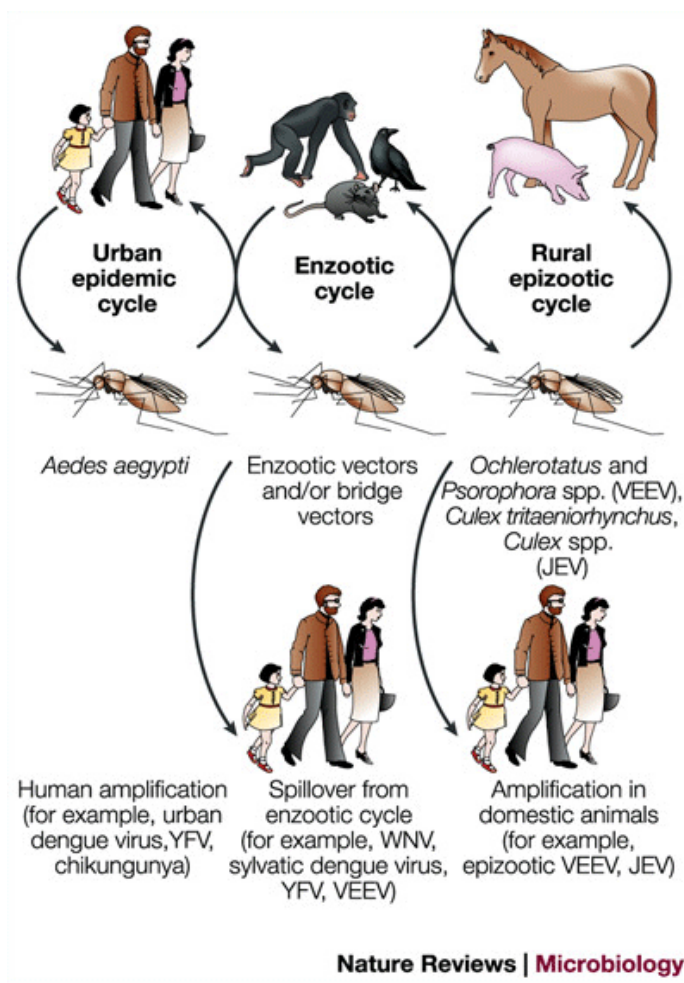 Urban
epidemic
cycle
Enzootic
cycle
Rural
epizootic
cycle
Aedes aegypti
Enzootic vectors
and/or bridge
vectors
Ochlerotatus and
Psorophora spp. (VEEV),
Culex tritaeniorhynchus,
Culex spp.
(JEV)
Human amplification
(for example, urban
dengue virus,YFV,
chikungunya)
Spillover from
enzootic cycle
(for example, WNV,
sylvatic dengue virus,
YFV, VEEV)
Amplification in
domestic animals
(for example,
epizootic VEEV, JEV)
Nature Reviews | Microbiology